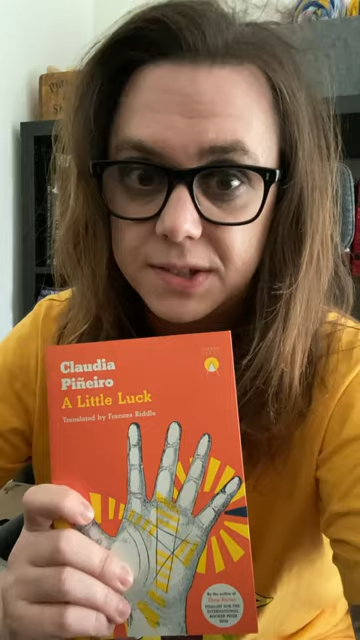 Claudia
Piñeiro
A Little Luck
Translated by Frances Riddle
By the author of
Elena Knows
FINALIST FOR THE
INTERNATIONAL
BOOKER PRIZE